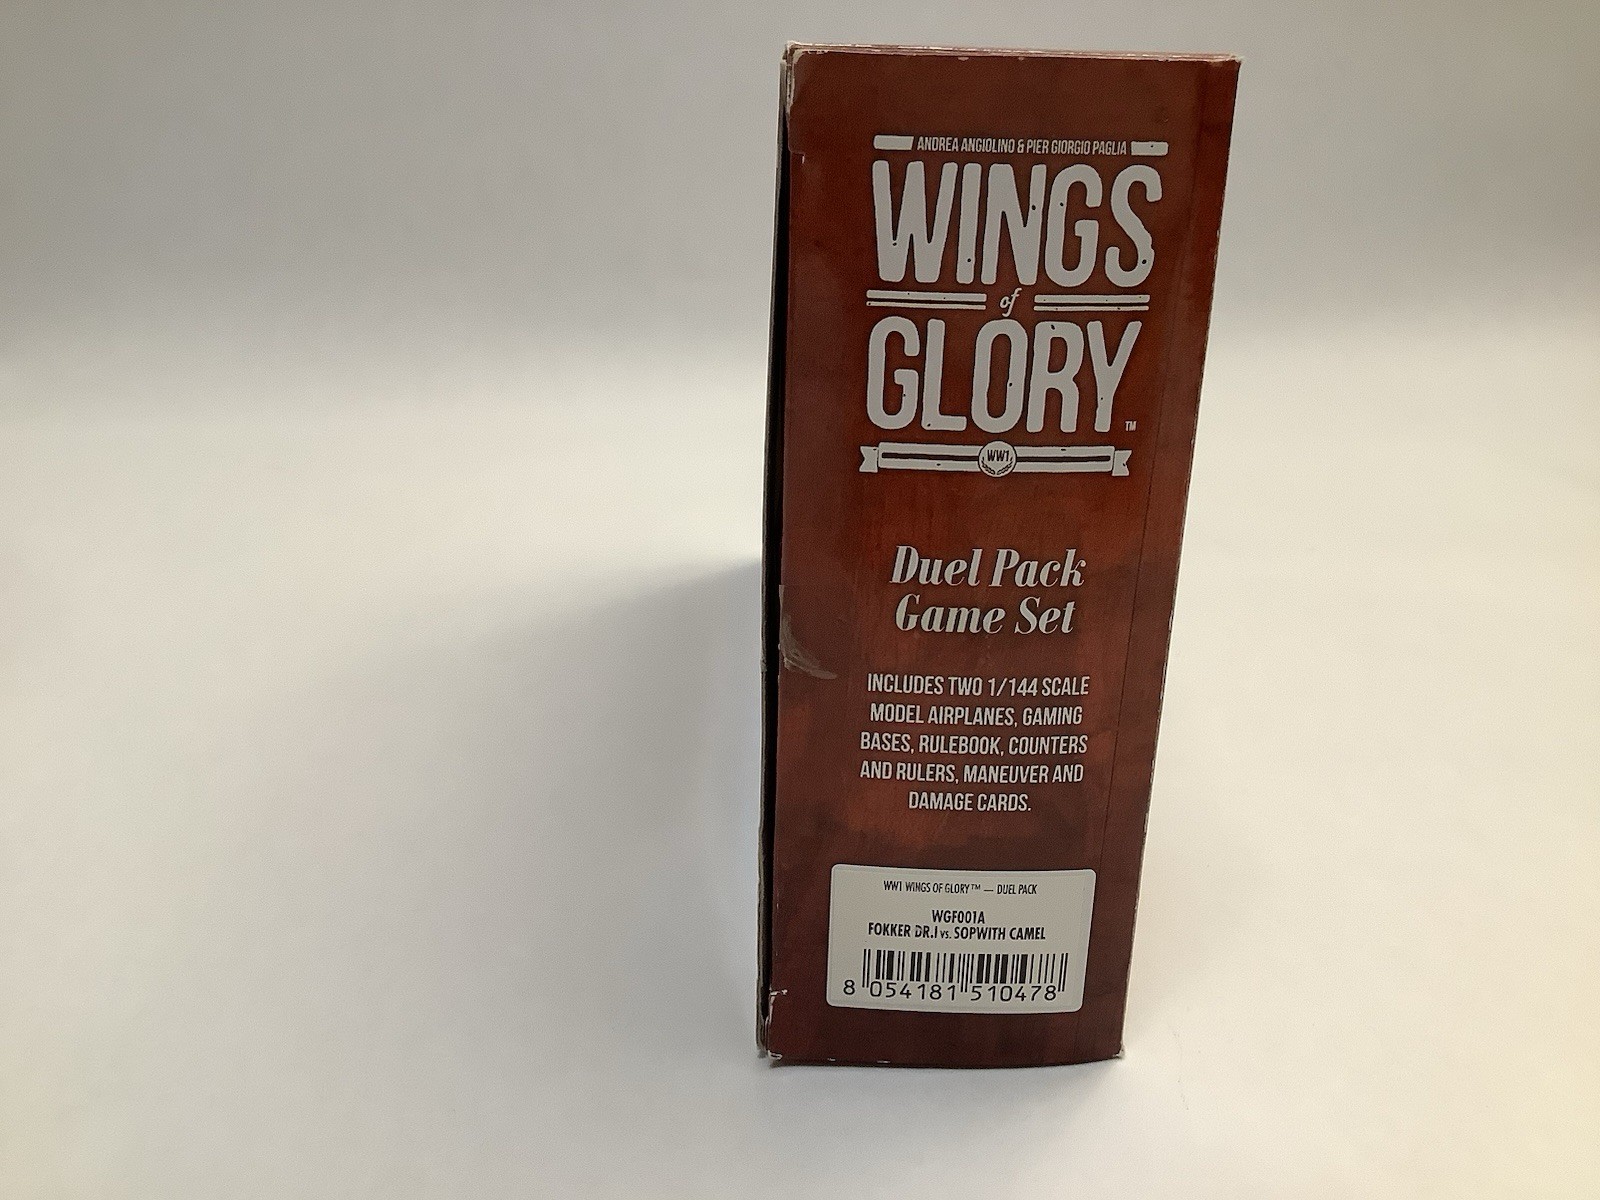 ANDREA ANGIOLINO & PIER GIORGIO PAGLIA
WINGS
of
GLORY™
WW1
Duel Pack
Game Set
INCLUDES TWO 1/144 SCALE
MODEL AIRPLANES, GAMING
BASES, RULEBOOK, COUNTERS
AND RULERS, MANEUVER AND
DAMAGE CARDS.
WW1 WINGS OF GLORY™ — DUEL PACK
WGF001A
FOKKER DR.I vs. SOPWITH CAMEL
8 054181 510478